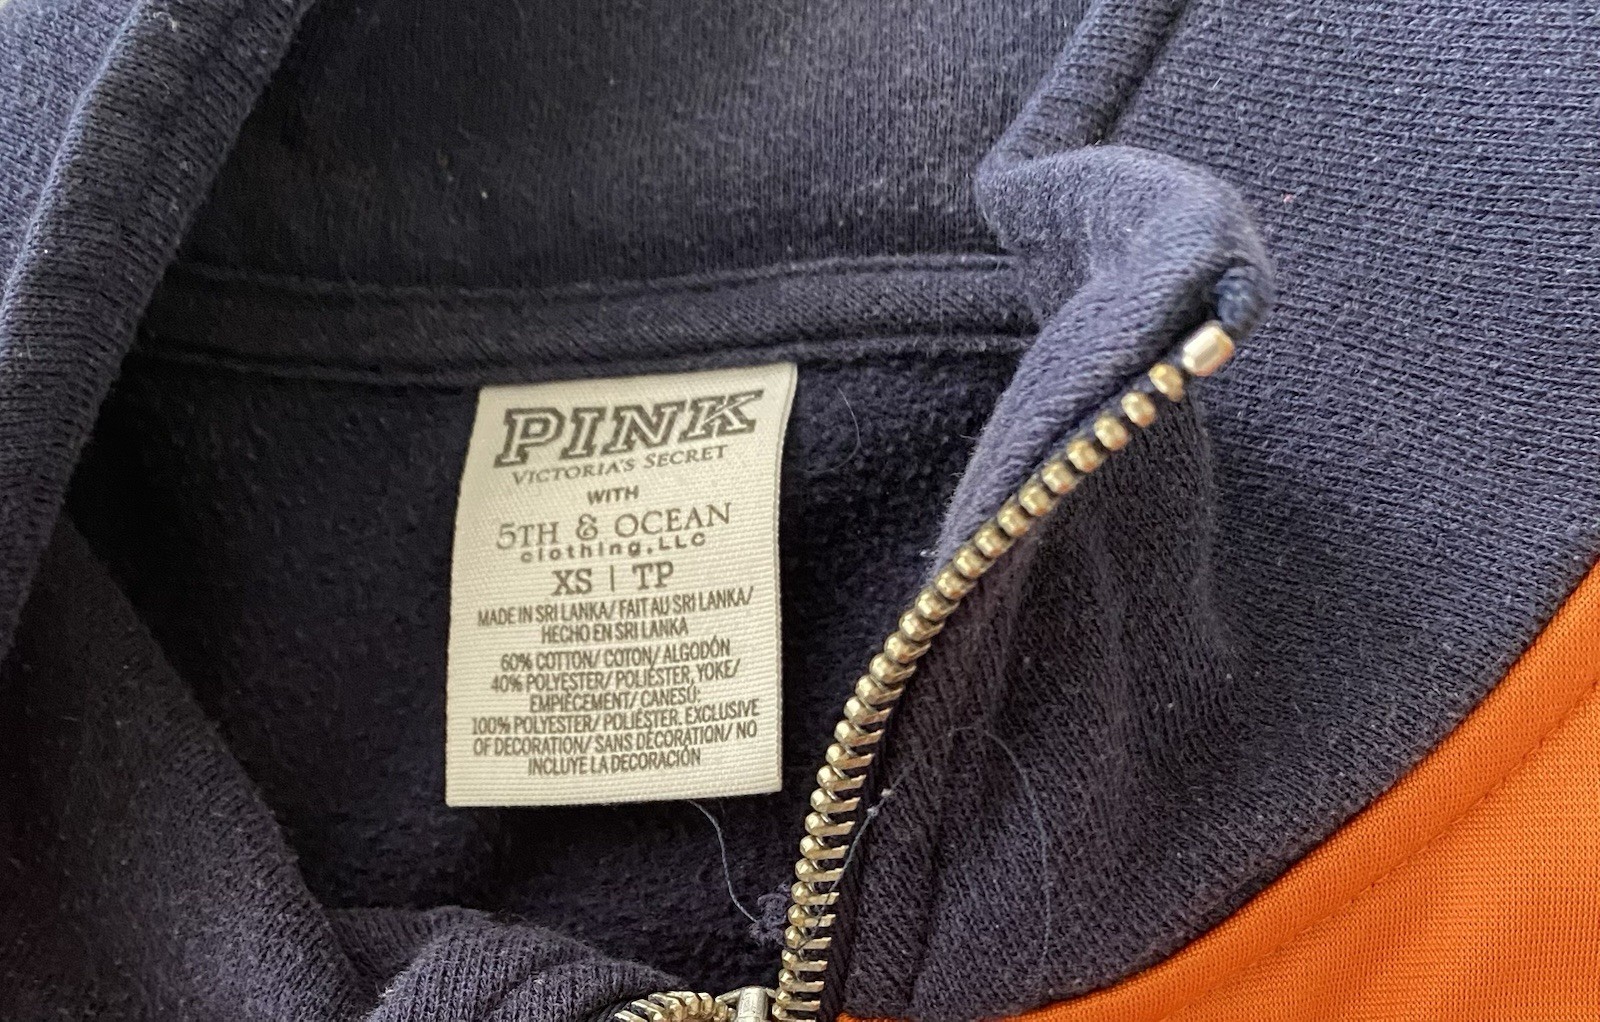 PINK
VICTORIA'S SECRET
WITH
5TH & OCEAN
clothing, LLC
XS | TP
MADE IN SRI LANKA/ FAIT AU SRI LANKA/
HECHO EN SRI LANKA
60% COTTON/ COTON/ ALGODÓN
40% POLYESTER/ POLIÉSTER, YOKE/
EMPIÈCEMENT/ CANESÚ:
100% POLYESTER/ POLIÉSTER. EXCLUSIVE
OF DECORATION/ SANS DÉCORATION/ NO
INCLUYE LA DECORACIÓN